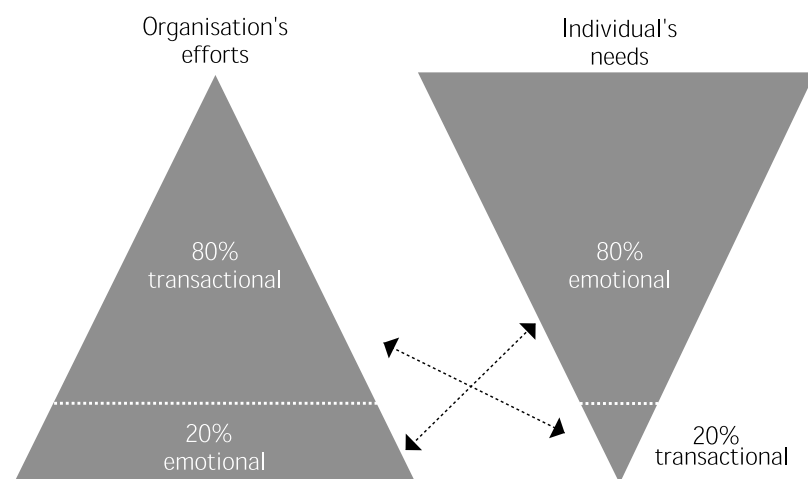 Organisation's
efforts
Individual's
needs
80%
transactional
80%
emotional
20%
emotional
20%
transactional